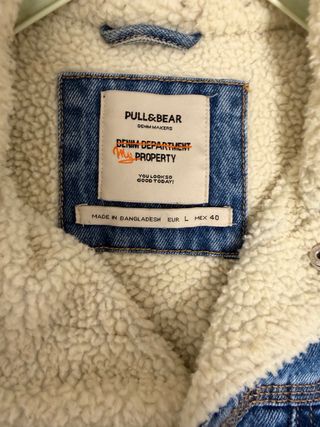 PULL&BEAR
DENIM MAKERS
DENIM DEPARTMENT
My PROPERTY
YOU LOOK SO
GOOD TODAY!
MADE IN BANGLADESH EUR L MEX 40